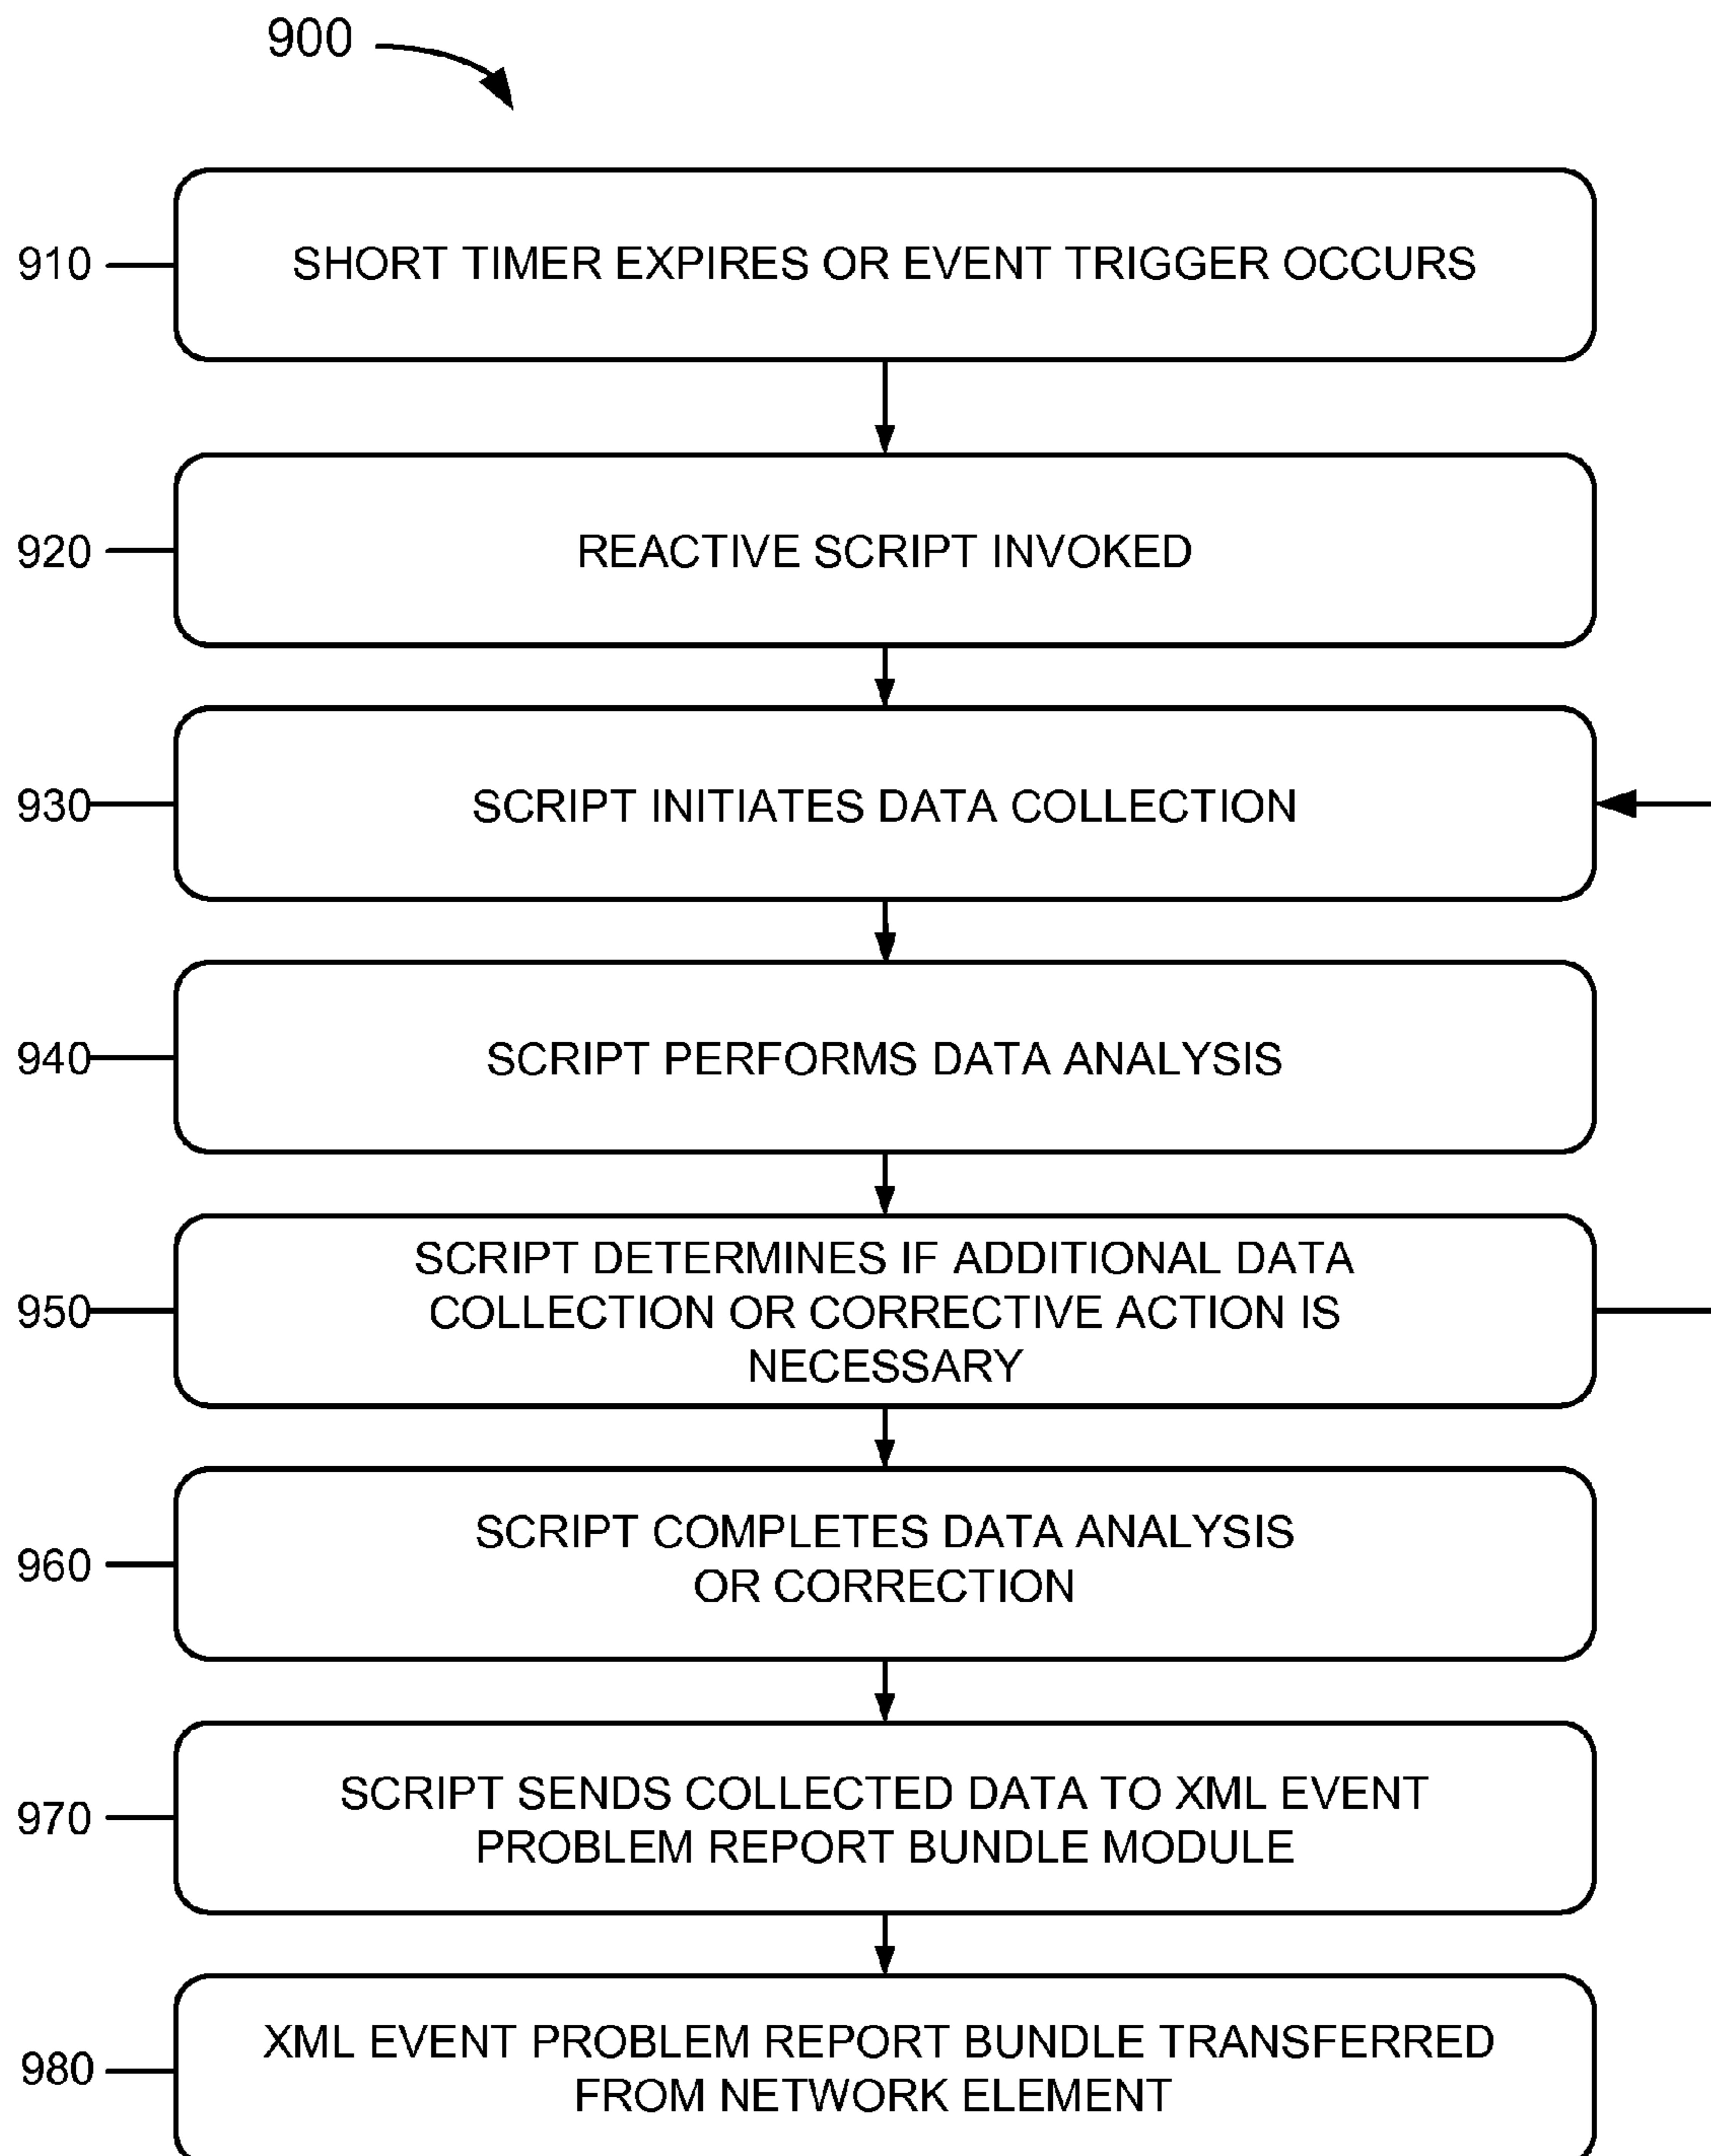 900
910
SHORT TIMER EXPIRES OR EVENT TRIGGER OCCURS
920
REACTIVE SCRIPT INVOKED
930
SCRIPT INITIATES DATA COLLECTION
940
SCRIPT PERFORMS DATA ANALYSIS
950
SCRIPT DETERMINES IF ADDITIONAL DATA
COLLECTION OR CORRECTIVE ACTION IS
NECESSARY
960
SCRIPT COMPLETES DATA ANALYSIS
OR CORRECTION
970
SCRIPT SENDS COLLECTED DATA TO XML EVENT
PROBLEM REPORT BUNDLE MODULE
980
XML EVENT PROBLEM REPORT BUNDLE TRANSFERRED
FROM NETWORK ELEMENT